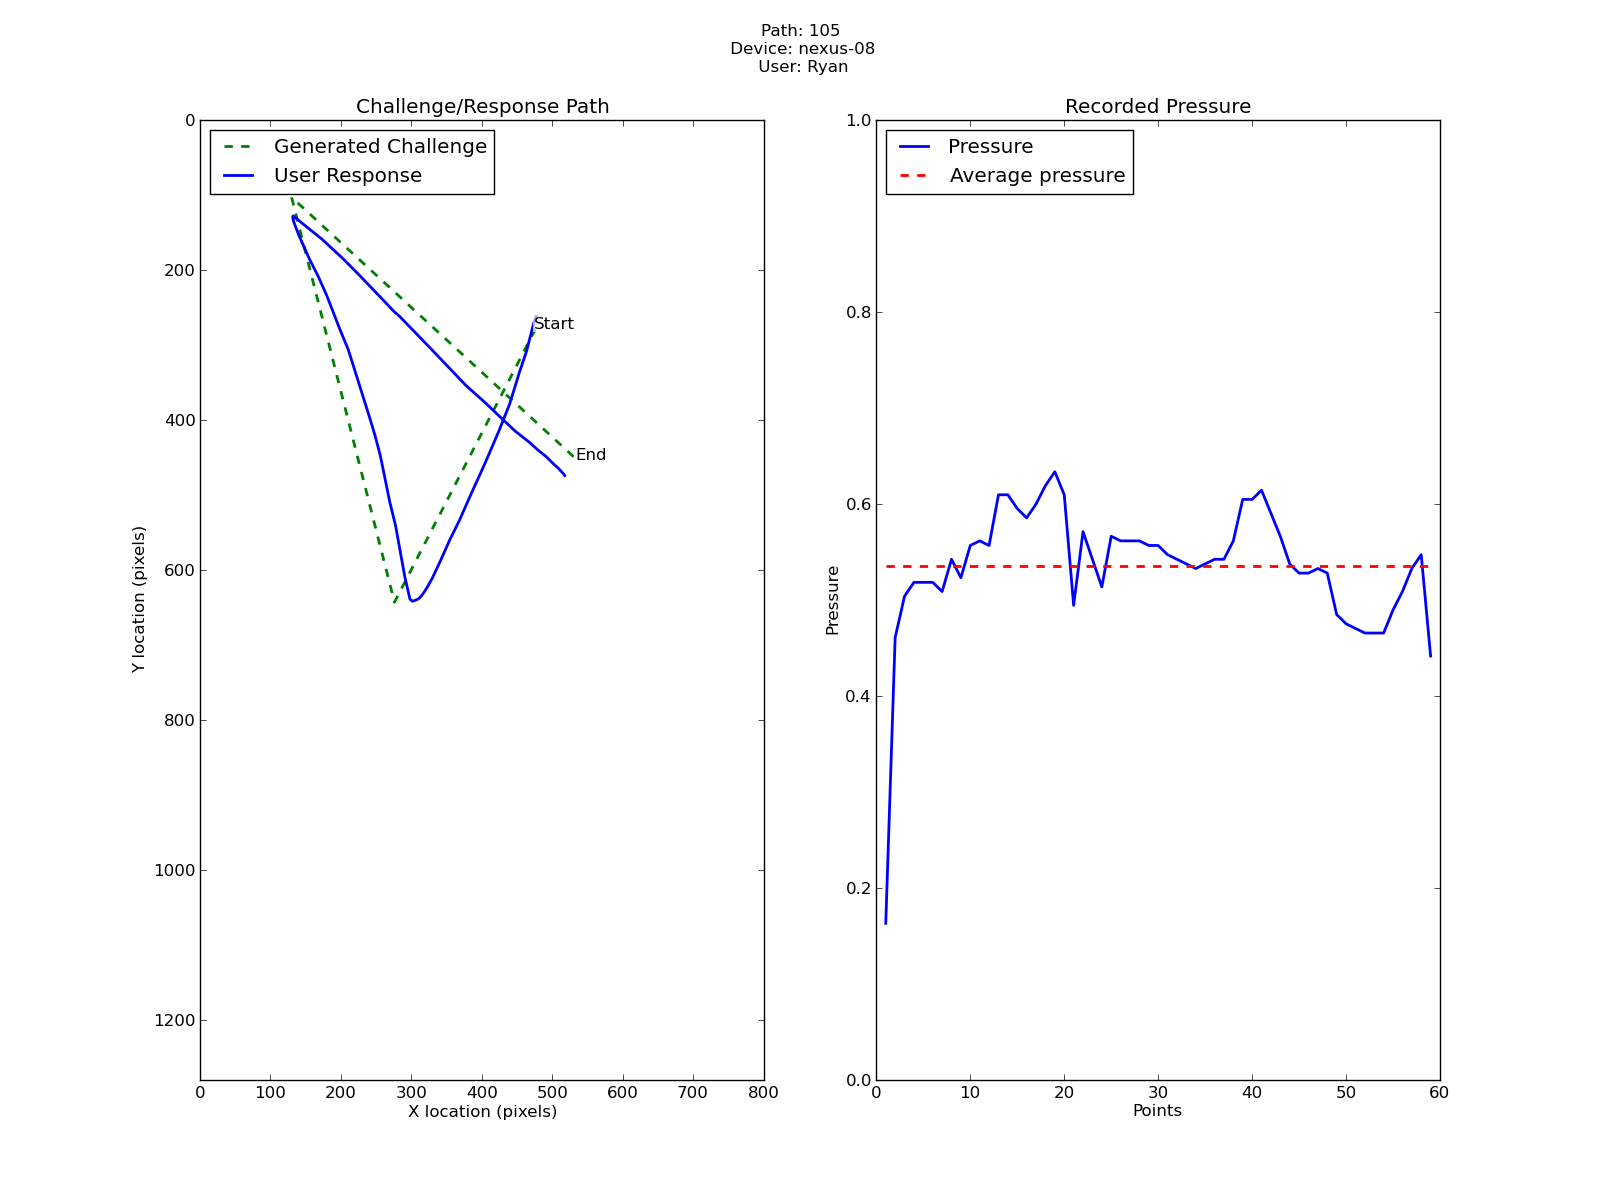 Path: 105
Device: nexus-08
User: Ryan
Challenge/Response Path
Generated Challenge
User Response
Start
End
0
200
400
600
800
1000
1200
Y location (pixels)
0 100 200 300 400 500 600 700 800
X location (pixels)
Recorded Pressure
Pressure
Average pressure
1.0
0.8
0.6
0.4
0.2
0.0
Pressure
0 10 20 30 40 50 60
Points